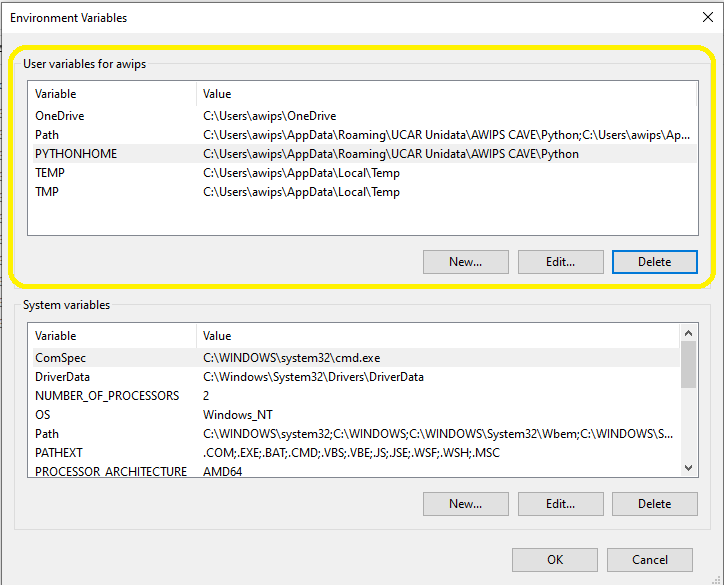 Environment Variables
User variables for awips
Variable Value
OneDrive C:\Users\awips\OneDrive
Path C:\Users\awips\AppData\Roaming\UCAR Unidata\AWIPS CAVE\Python;C:\Users\awips\Ap...
PYTHONHOME C:\Users\awips\AppData\Roaming\UCAR Unidata\AWIPS CAVE\Python
TEMP C:\Users\awips\AppData\Local\Temp
TMP C:\Users\awips\AppData\Local\Temp
New... Edit... Delete
System variables
Variable Value
ComSpec C:\WINDOWS\system32\cmd.exe
DriverData C:\Windows\System32\Drivers\DriverData
NUMBER_OF_PROCESSORS 2
OS Windows_NT
Path C:\WINDOWS\system32;C:\WINDOWS;C:\WINDOWS\System32\Wbem;C:\WINDOWS\S...
PATHEXT .COM;.EXE;.BAT;.CMD;.VBS;.VBE;.JS;.JSE;.WSF;.WSH;.MSC
PROCESSOR_ARCHITECTURE AMD64
New... Edit... Delete
OK Cancel